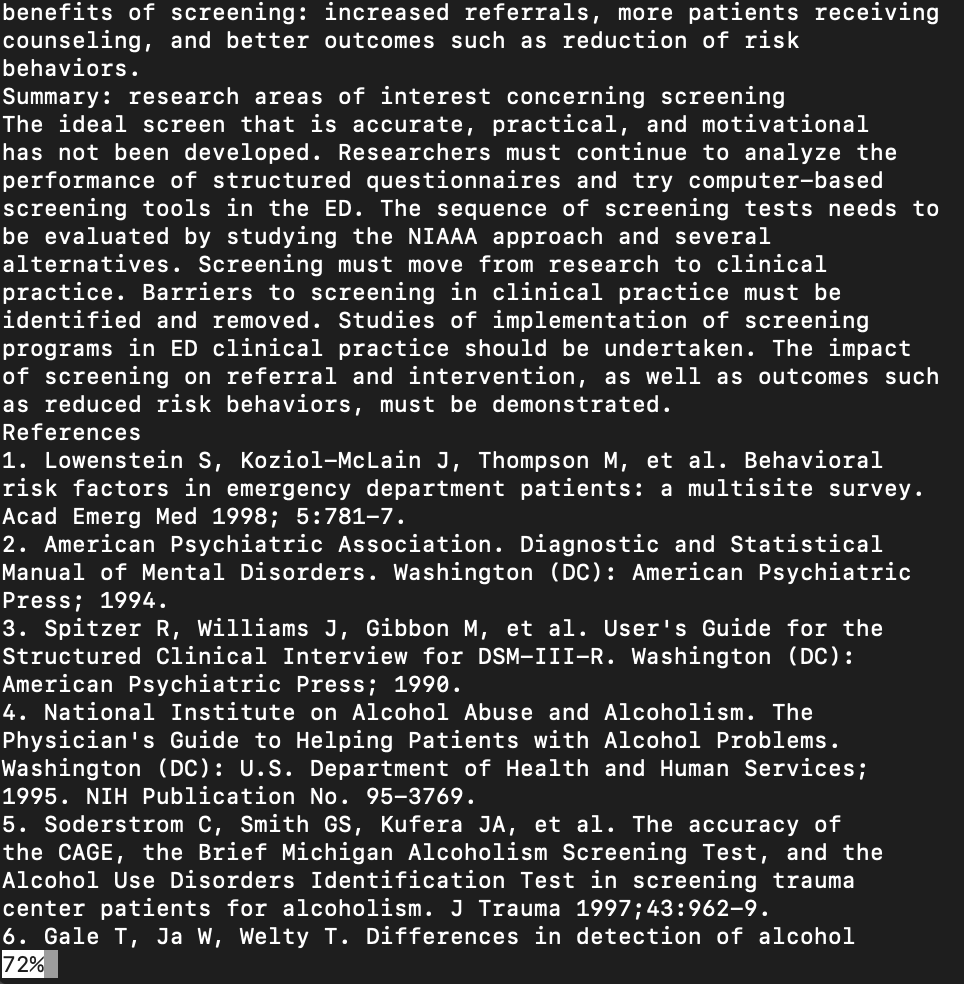 benefits of screening: increased referrals, more patients receiving
counseling, and better outcomes such as reduction of risk
behaviors.
Summary: research areas of interest concerning screening
The ideal screen that is accurate, practical, and motivational
has not been developed. Researchers must continue to analyze the
performance of structured questionnaires and try computer-based
screening tools in the ED. The sequence of screening tests needs to
be evaluated by studying the NIAAA approach and several
alternatives. Screening must move from research to clinical
practice. Barriers to screening in clinical practice must be
identified and removed. Studies of implementation of screening
programs in ED clinical practice should be undertaken. The impact
of screening on referral and intervention, as well as outcomes such
as reduced risk behaviors, must be demonstrated.
References
1. Lowenstein S, Koziol-McLain J, Thompson M, et al. Behavioral
risk factors in emergency department patients: a multisite survey.
Acad Emerg Med 1998; 5:781-7.
2. American Psychiatric Association. Diagnostic and Statistical
Manual of Mental Disorders. Washington (DC): American Psychiatric
Press; 1994.
3. Spitzer R, Williams J, Gibbon M, et al. User's Guide for the
Structured Clinical Interview for DSM-III-R. Washington (DC):
American Psychiatric Press; 1990.
4. National Institute on Alcohol Abuse and Alcoholism. The
Physician's Guide to Helping Patients with Alcohol Problems.
Washington (DC): U.S. Department of Health and Human Services;
1995. NIH Publication No. 95-3769.
5. Soderstrom C, Smith GS, Kufera JA, et al. The accuracy of
the CAGE, the Brief Michigan Alcoholism Screening Test, and the
Alcohol Use Disorders Identification Test in screening trauma
center patients for alcoholism. J Trauma 1997;43:962-9.
6. Gale T, Ja W, Welty T. Differences in detection of alcohol
72%